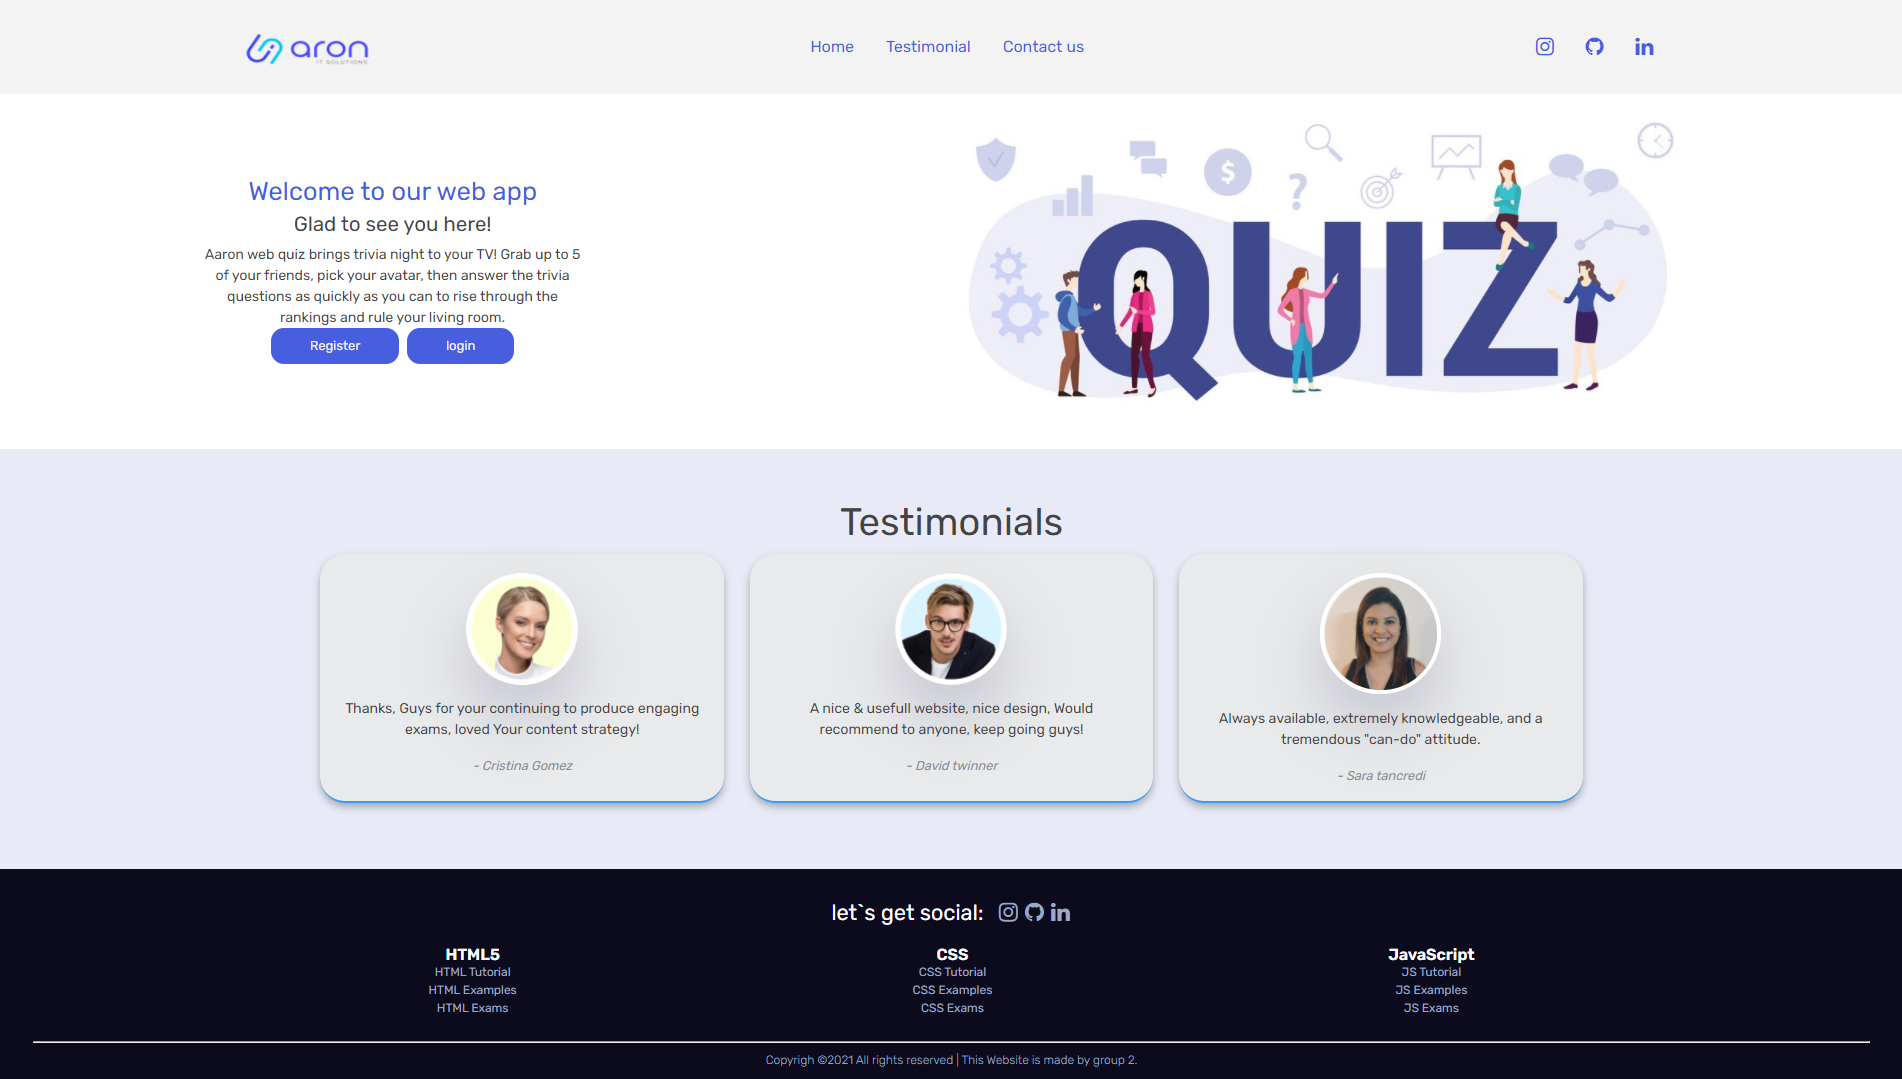 aron
IT SOLUTIONS
Home
Testimonial
Contact us
Welcome to our web app
Glad to see you here!
Aaron web quiz brings trivia night to your TV! Grab up to 5
of your friends, pick your avatar, then answer the trivia
questions as quickly as you can to rise through the
rankings and rule your living room.
Register
login
$
?
QUIZ
Testimonials
Thanks, Guys for your continuing to produce engaging
exams, loved Your content strategy!
- Cristina Gomez
A nice & usefull website, nice design, Would
recommend to anyone, keep going guys!
- David twinner
Always available, extremely knowledgeable, and a
tremendous "can-do" attitude.
- Sara tancredi
let`s get social:
HTML5
HTML Tutorial
HTML Examples
HTML Exams
CSS
CSS Tutorial
CSS Examples
CSS Exams
JavaScript
JS Tutorial
JS Examples
JS Exams
Copyrigh ©2021 All rights reserved | This Website is made by group 2.